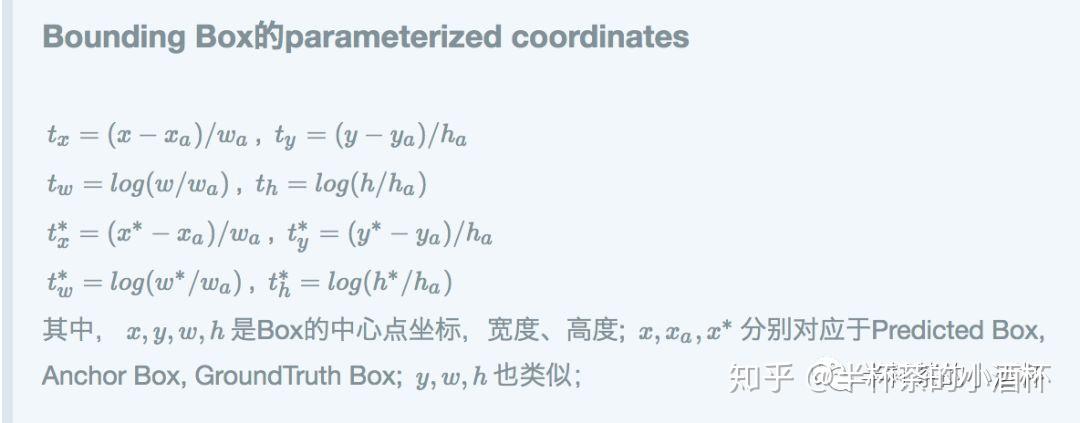 Bounding Box的parameterized coordinates
t_x = (x − x_a)/w_a , t_y = (y − y_a)/h_a
t_w = log(w/w_a) , t_h = log(h/h_a)
t_x^* = (x* − x_a)/w_a , t_y^* = (y* − y_a)/h_a
t_w^* = log(w*/w_a) , t_h^* = log(h*/h_a)
其中， x, y, w, h 是Box的中心点坐标，宽度、高度; x, x_a, x* 分别对应于Predicted Box,
Anchor Box, GroundTruth Box; y, w, h 也类似；
知乎 @半杯茶的小酒杯